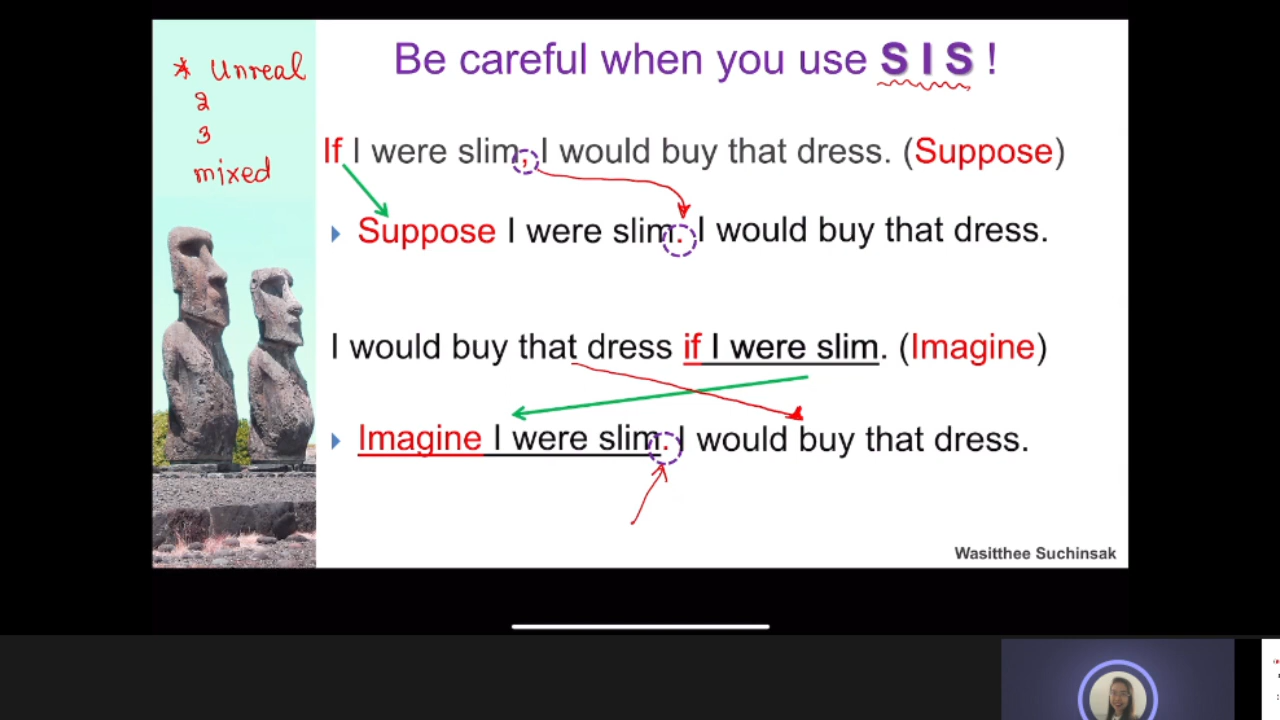 Be careful when you use S I S !
* Unreal
2
3
mixed
If I were slim, I would buy that dress. (Suppose)
Suppose I were slim. I would buy that dress.
I would buy that dress if I were slim. (Imagine)
Imagine I were slim. I would buy that dress.
Wasitthee Suchinsak